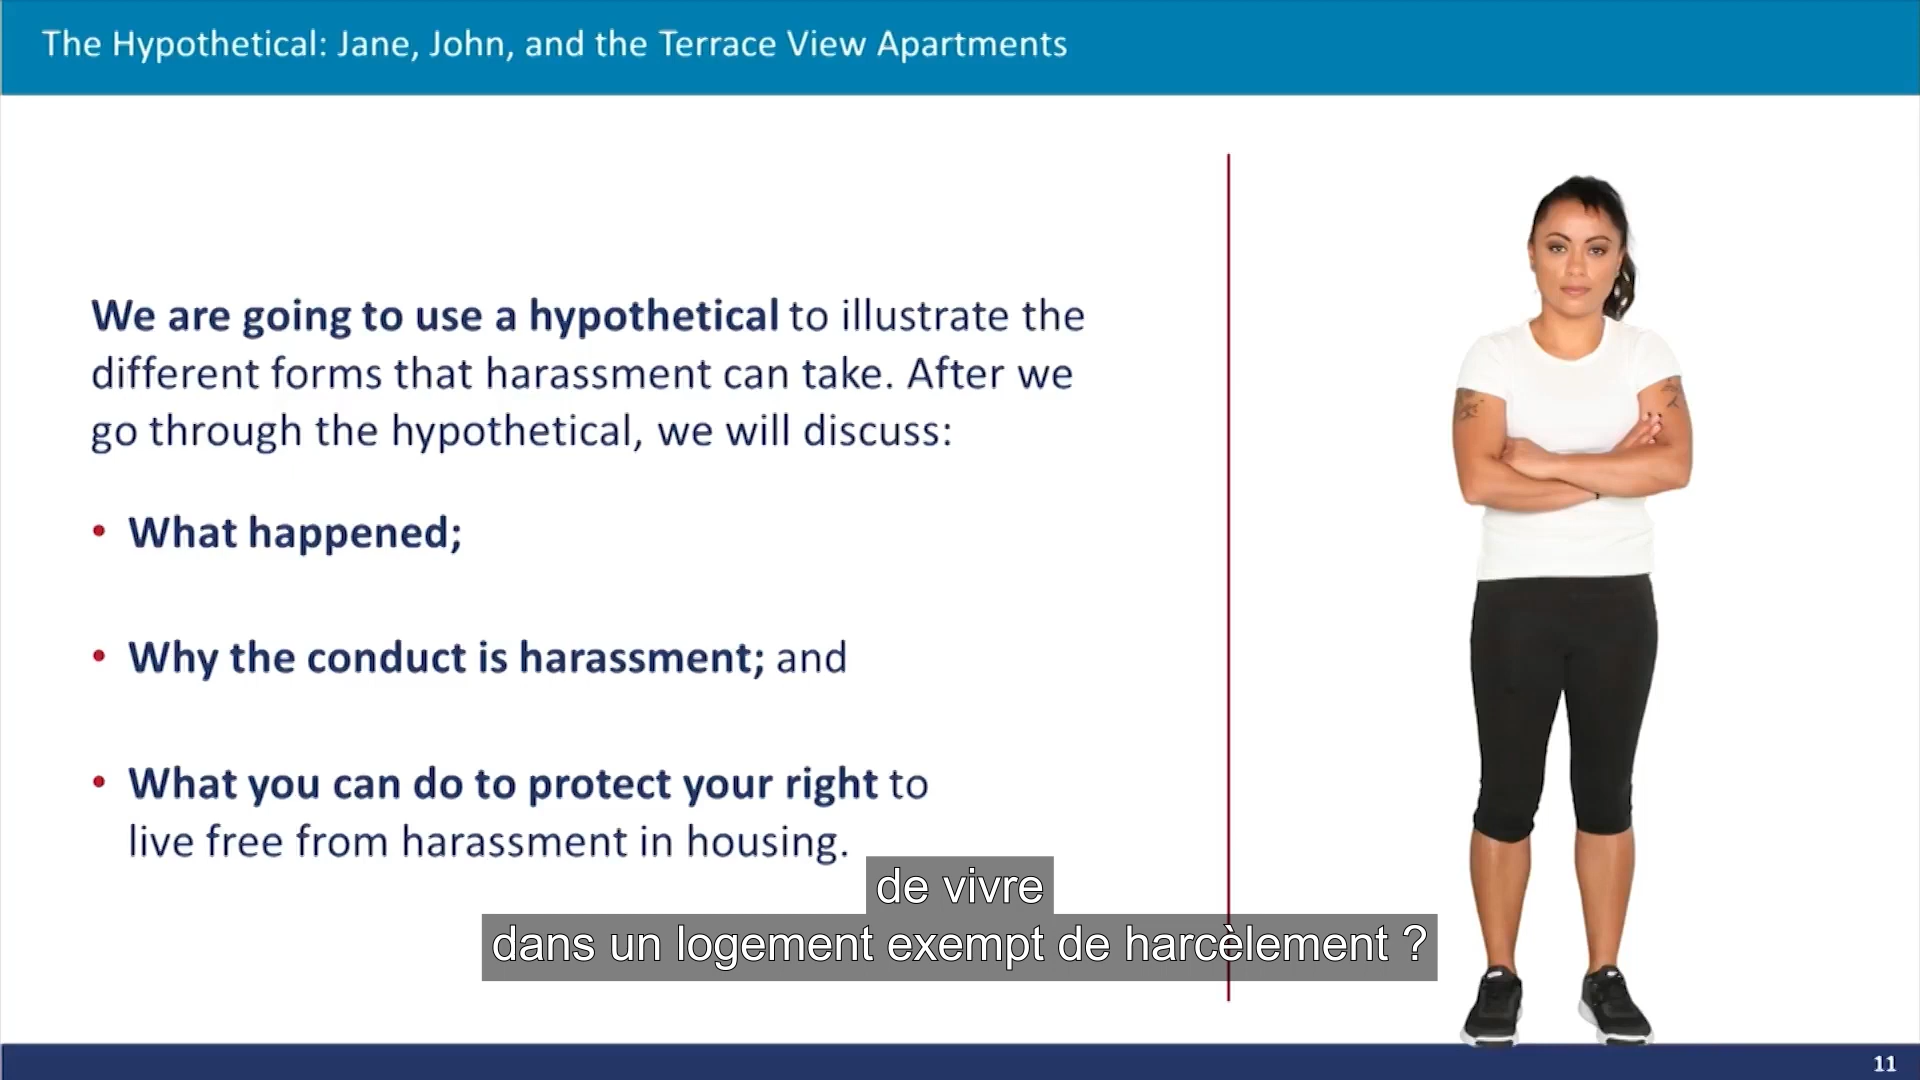 The Hypothetical: Jane, John, and the Terrace View Apartments
We are going to use a hypothetical to illustrate the
different forms that harassment can take. After we
go through the hypothetical, we will discuss:
• What happened;
• Why the conduct is harassment; and
• What you can do to protect your right to
live free from harassment in housing.
de vivre
dans un logement exempt de harcèlement ?
11